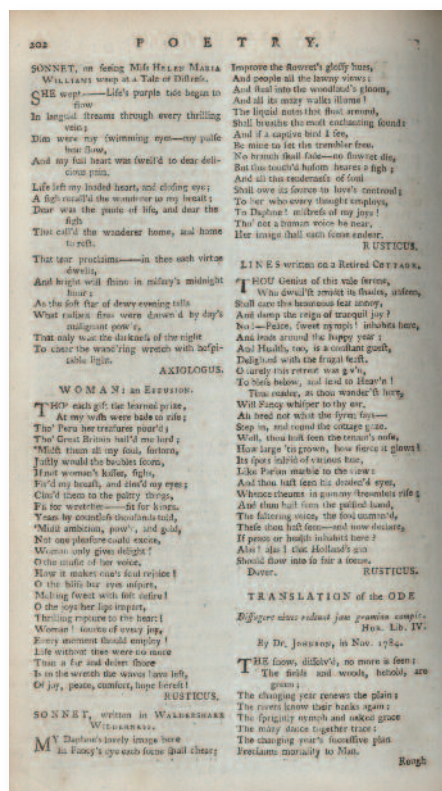 202 POETRY.
SONNET, on ſeeing Miſs HELEN MARIA
WILLIAMS weep at a Tale of Diſtreſs.
SHE wept——Life's purple tide began to
flow
In languid ſtreams through every thrilling
vein;
Dim were my ſwimming eyes—my pulſe
beat ſlow,
And my full heart was ſwell'd to dear deli-
cious pain.
Life left my loaded heart, and cloſing eye;
A ſigh recall'd the wanderer to my breaſt;
Dear was the pauſe of life, and dear the
ſigh
That call'd the wanderer home, and home
to reſt.
That tear proclaims——in thee each virtue
dwells,
And bright will ſhine in miſery's midnight
hour;
As the ſoft ſtar of dewy evening tells
What radiant fires were drown'd by day's
malignant pow'r,
That only wait the darkneſs of the night
To chear the wand'ring wretch with hoſpi-
table light.
AXIOLOGUS.
WOMAN: an EFFUSION.
THO' each gift the learned prize,
At my wiſh were bade to riſe;
Tho' Peru her treaſures pour'd;
Tho' Great Britain hail'd me lord;
'Midſt them all my ſoul, forlorn,
Juſtly would the baubles ſcorn,
If not woman's ſofter, ſighs,
Fir'd my breaſt, and dim'd my eyes;
Cim'd them to the paltry things,
Fit for wretches——fit for kings.
Years by countleſs thouſands told,
'Midſt ambition, pow'r, and gold,
Not one pleaſure could excite,
Woman only gives delight!
O the muſic of her voice,
How it makes one's ſoul rejoice!
O the bliſs her eyes inſpire,
Melting ſweet with ſoft deſire!
O the joys her lips impart,
Thrilling rapture to the heart!
Woman! ſource of every joy,
Every moment ſhould employ!
Life without thee were no more
Than a far and deſert ſhore
Is to the wretch the waves have left,
Of joy, peace, comfort, hope bereft!
RUSTICUS.
SONNET, written in WALDERSHARE
WILDERNESS.
MY Daphne's lovely image here
In Fancy's eye each ſcene ſhall chear;
Improve the flowret's gloſſy hues,
And people all the lawny views;
And ſteal into the woodland's gloom,
And all its mazy walks illume!
The liquid notes that float around,
Shall breathe the moſt enchanting ſound:
And if a captive bird I ſee,
Be mine to ſet the trembler free.
No branch ſhall fade—no flowret die,
But this touch'd boſom heaves a ſigh;
And all this tenderneſs of ſoul
Shall owe its ſource to love's controul;
To her who every thought employs,
To Daphne! miſtreſs of my joys!
Tho' not a human voice be near,
Her image ſhall each ſcene endear.
RUSTICUS.
LINES written on a Retired COTTAGE.
THOU Genius of this vale ſerene,
Who dwell'ſt amidſt its ſhades, unſeen,
Shall care this beauteous ſeat annoy,
And damp the reign of tranquil joy?
No!—Peace, ſweet nymph! inhabits here,
And leads around the happy year;
And Health, too, is a conſtant gueſt,
Delighted with the frugal feaſt.
O ſurely this retreat was giv'n,
To bleſs below, and lead to Heav'n!
Thus reader, as thou wander'ſt here,
Will Fancy whiſper to thy ear,
Ah heed not what the ſyren ſays—
Step in, and round the cottage gaze.
Well, thou haſt ſeen the tenant's noſe,
How large 'tis grown, how fierce it glows!
Its ſpots inlaid of various hue,
Like Parian marble to the view:
And thou haſt ſeen his deaden'd eyes,
Whence rheums in gummy ſtreamlets riſe;
And thou haſt ſeen the palſied hand,
The faltering voice, the ſoul unman'd,
Theſe thou haſt ſeen—and now declare,
If peace or health inhabits here?
Alas! alas! that Holland's gin
Should flow into ſo fair a ſcene.
Dover. RUSTICUS.
TRANSLATION of the ODE
Diffugere nives redeunt jam gramina campis.
HOR. Lib. IV.
By Dr. JOHNSON, in Nov. 1784.
THE ſnow, diſſolv'd, no more is ſeen;
The fields and woods, behold, are
green;
The changing year renews the plain;
The rivers know their banks again:
The ſprightly nymph and naked grace
The mazy dance together trace:
The changing year's ſucceſſive plan
Proclaims mortality to Man.
Rough